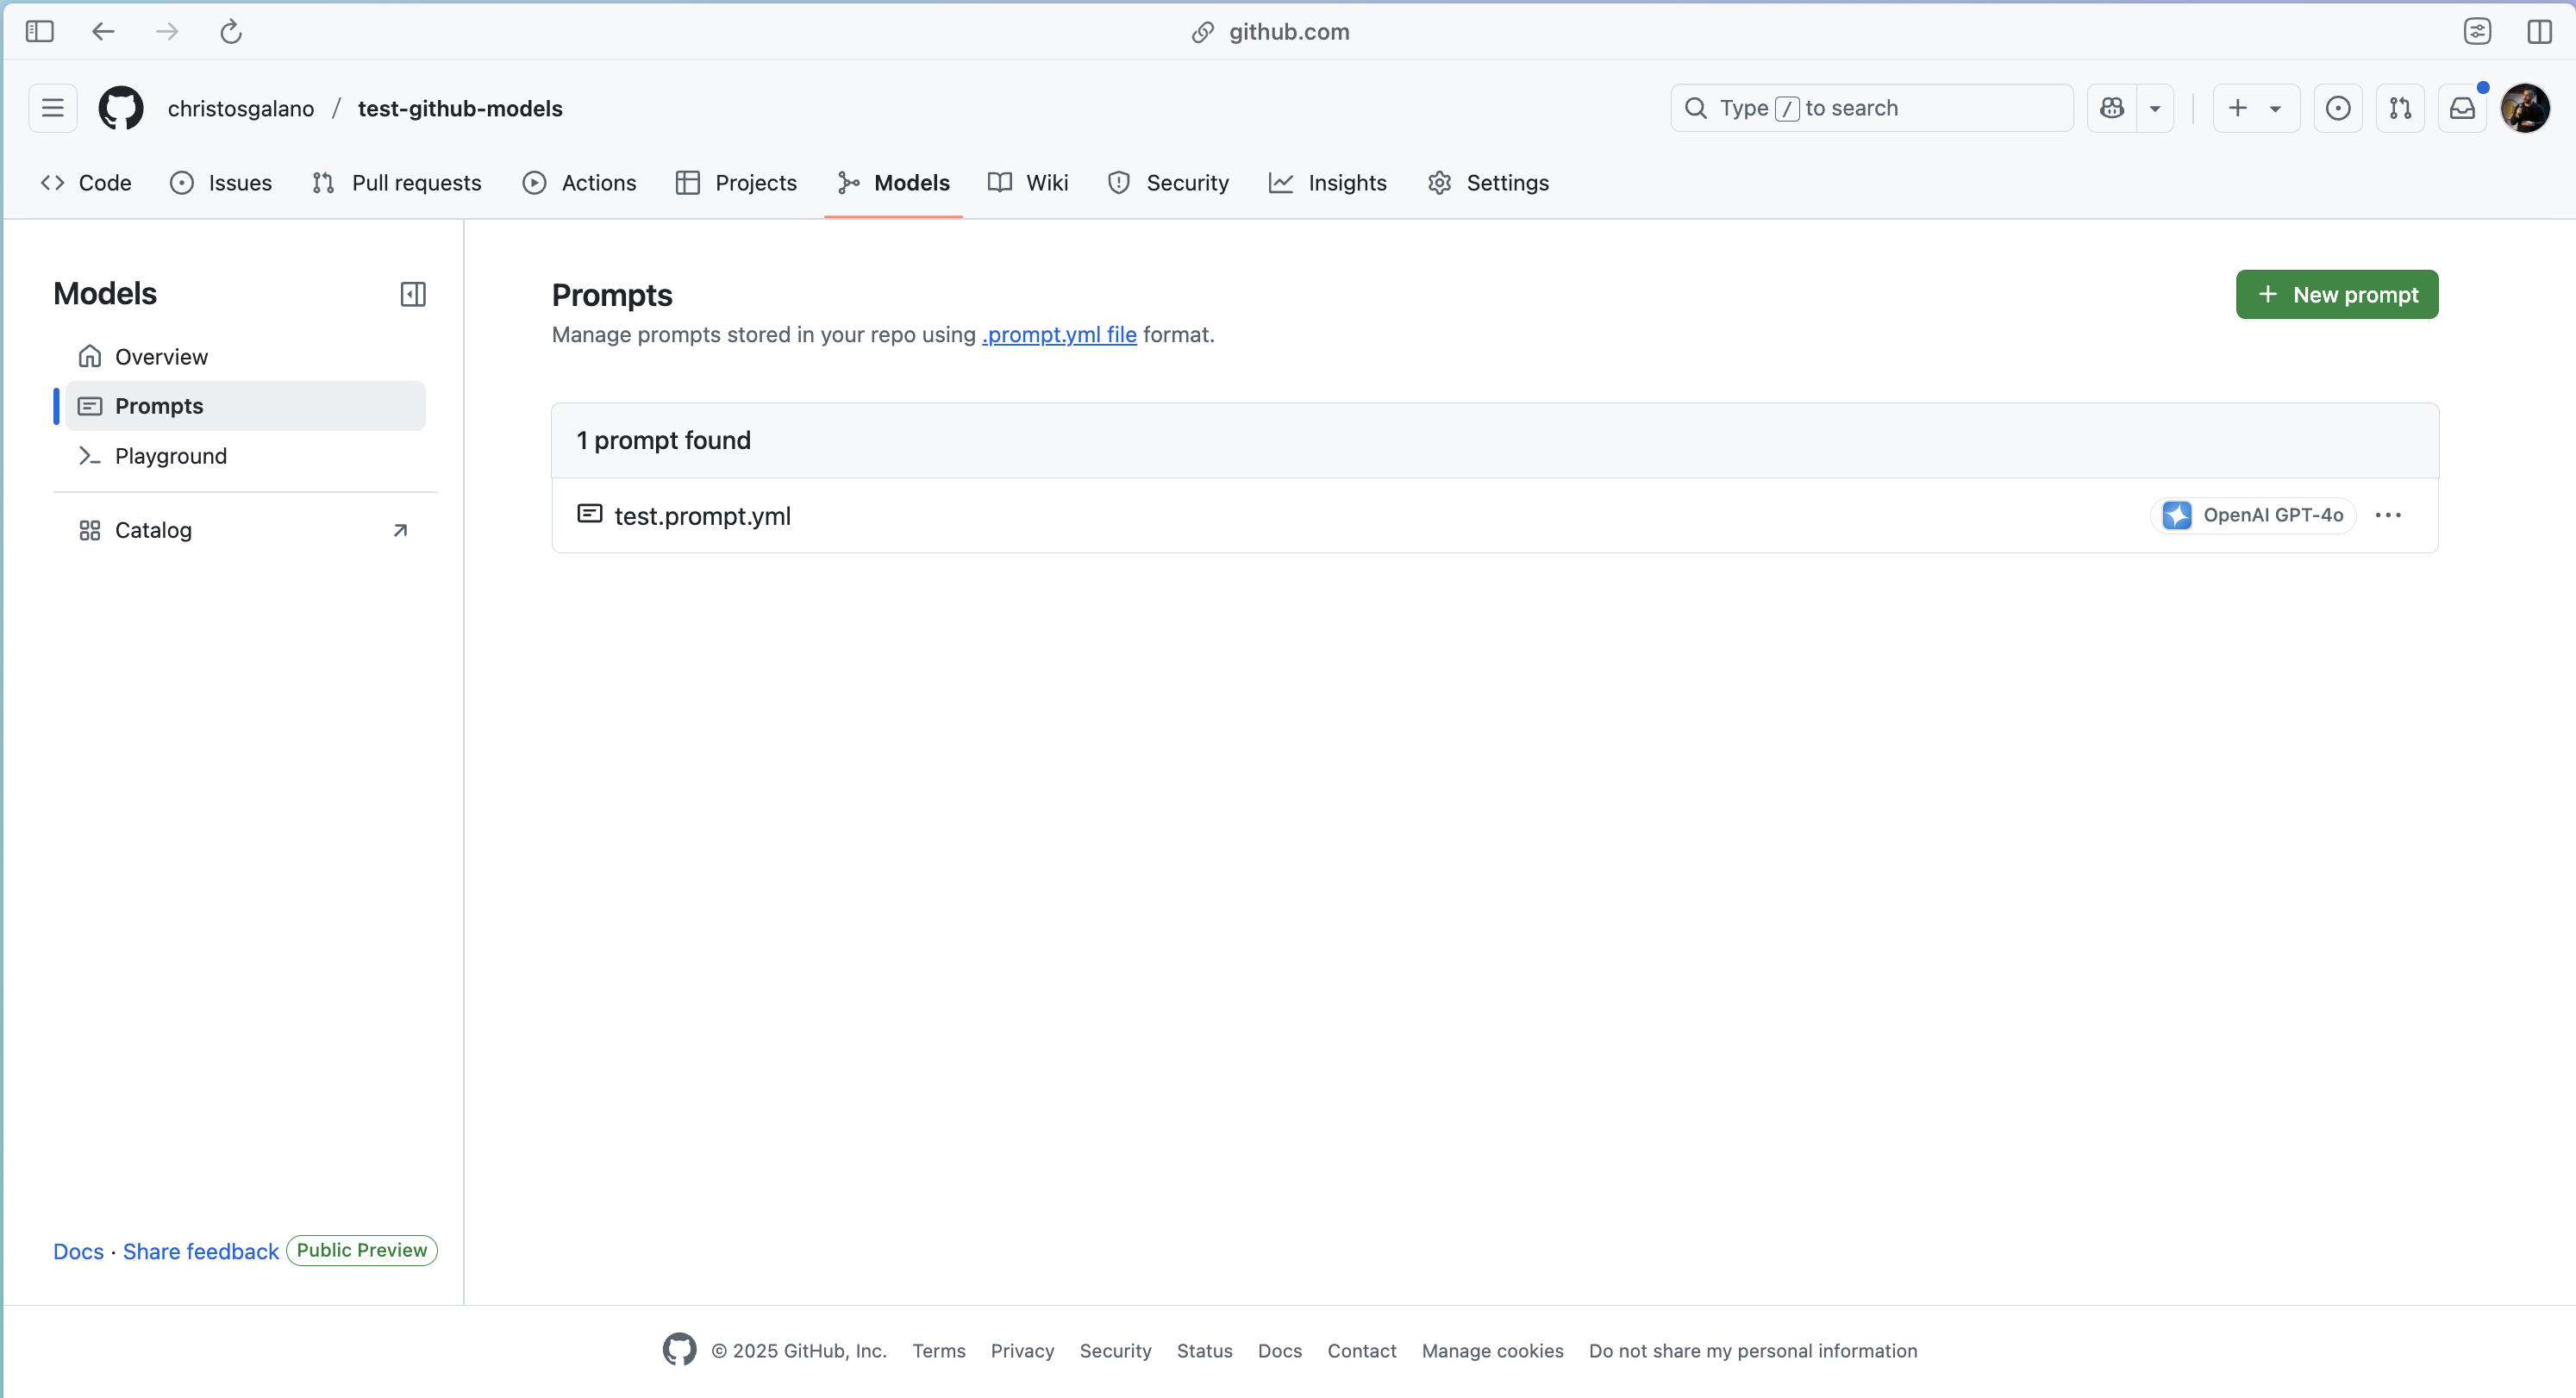 github.com
christosgalano / test-github-models
Type / to search
Code Issues Pull requests Actions Projects Models Wiki Security Insights Settings
Models
Overview
Prompts
Playground
Catalog
Docs · Share feedback Public Preview
Prompts
New prompt
Manage prompts stored in your repo using .prompt.yml file format.
1 prompt found
test.prompt.yml OpenAI GPT-4o
© 2025 GitHub, Inc. Terms Privacy Security Status Docs Contact Manage cookies Do not share my personal information